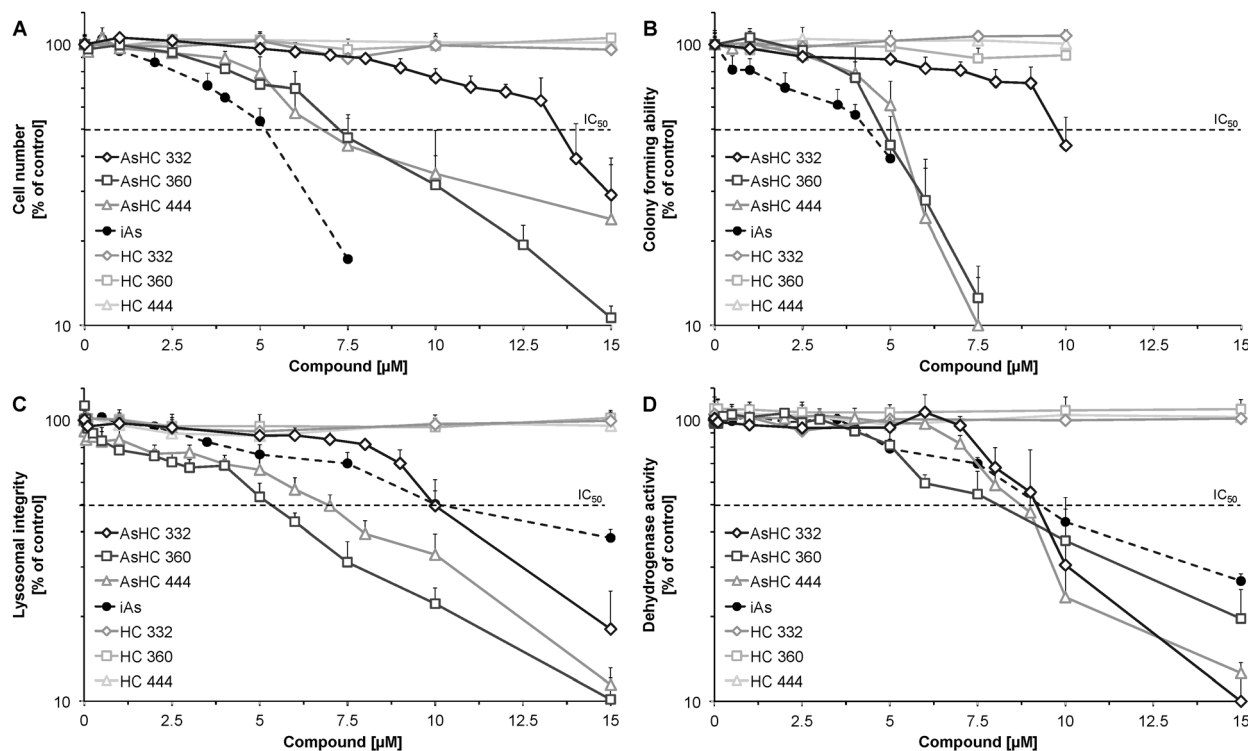 A
100
10
Cell number
[% of control]
IC50
AsHC 332
AsHC 360
AsHC 444
iAs
HC 332
HC 360
HC 444
0 2.5 5 7.5 10 12.5 15
Compound [µM]
B
100
10
Colony forming ability
[% of control]
IC50
AsHC 332
AsHC 360
AsHC 444
iAs
HC 332
HC 360
HC 444
0 2.5 5 7.5 10 12.5 15
Compound [µM]
C
100
10
Lysosomal integrity
[% of control]
IC50
AsHC 332
AsHC 360
AsHC 444
iAs
HC 332
HC 360
HC 444
0 2.5 5 7.5 10 12.5 15
Compound [µM]
D
100
10
Dehydrogenase activity
[% of control]
IC50
AsHC 332
AsHC 360
AsHC 444
iAs
HC 332
HC 360
HC 444
0 2.5 5 7.5 10 12.5 15
Compound [µM]